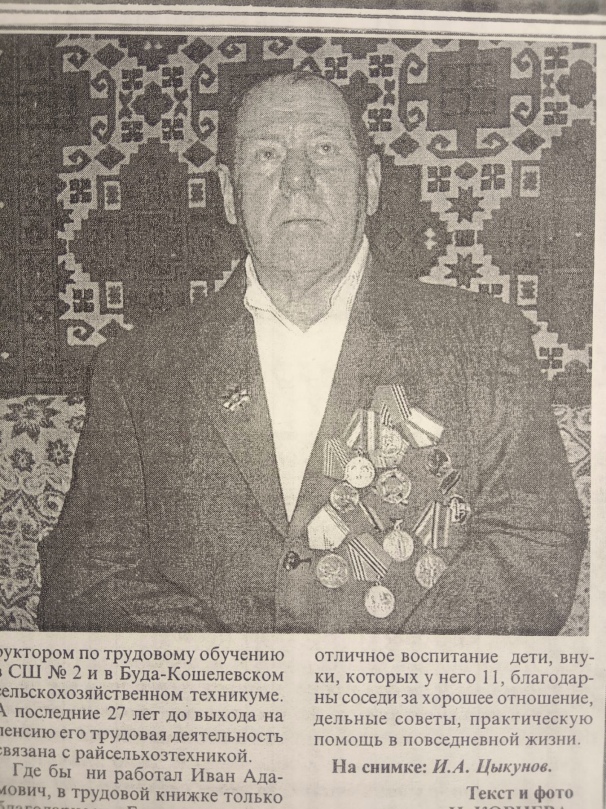 руктором по трудовому обучению
в СШ № 2 и в Буда-Кошелевском
сельскохозяйственном техникуме.
А последние 27 лет до выхода на
пенсию его трудовая деятельность
связана с райсельхозтехникой.
Где бы ни работал Иван Ада-
мович, в трудовой книжке только
отличное воспитание дети, вну-
ки, которых у него 11, благодар-
ны соседи за хорошее отношение,
дельные советы, практическую
помощь в повседневной жизни.
На снимке: И.А. Цыкунов.
Текст и фото